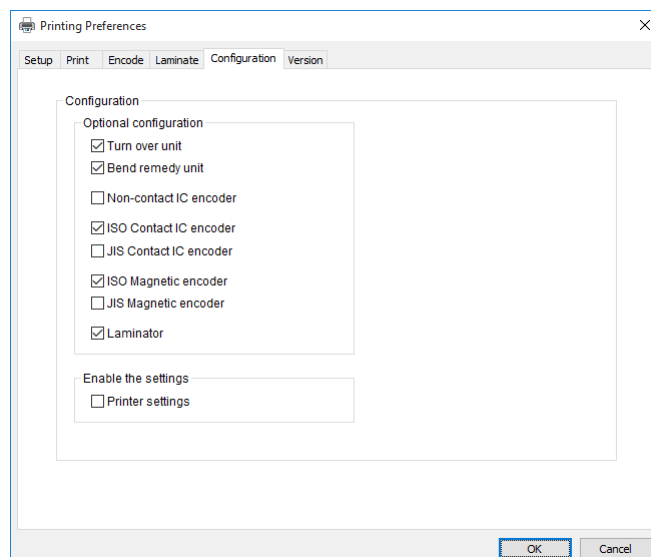 Printing Preferences
Setup Print Encode Laminate Configuration Version
Configuration
Optional configuration
Turn over unit
Bend remedy unit
Non-contact IC encoder
ISO Contact IC encoder
JIS Contact IC encoder
ISO Magnetic encoder
JIS Magnetic encoder
Laminator
Enable the settings
Printer settings
OK Cancel